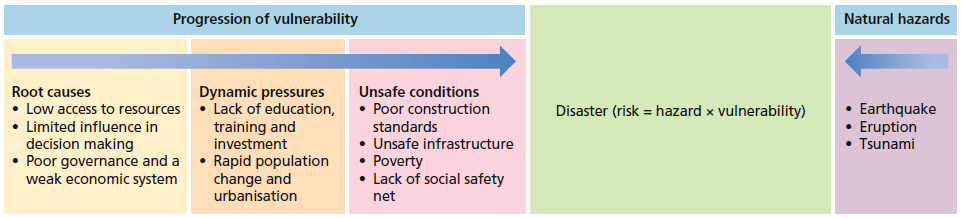 Progression of vulnerability
Natural hazards
Root causes
• Low access to resources
• Limited influence in
decision making
• Poor governance and a
weak economic system
Dynamic pressures
• Lack of education,
training and
investment
• Rapid population
change and
urbanisation
Unsafe conditions
• Poor construction
standards
• Unsafe infrastructure
• Poverty
• Lack of social safety
net
Disaster (risk = hazard × vulnerability)
• Earthquake
• Eruption
• Tsunami